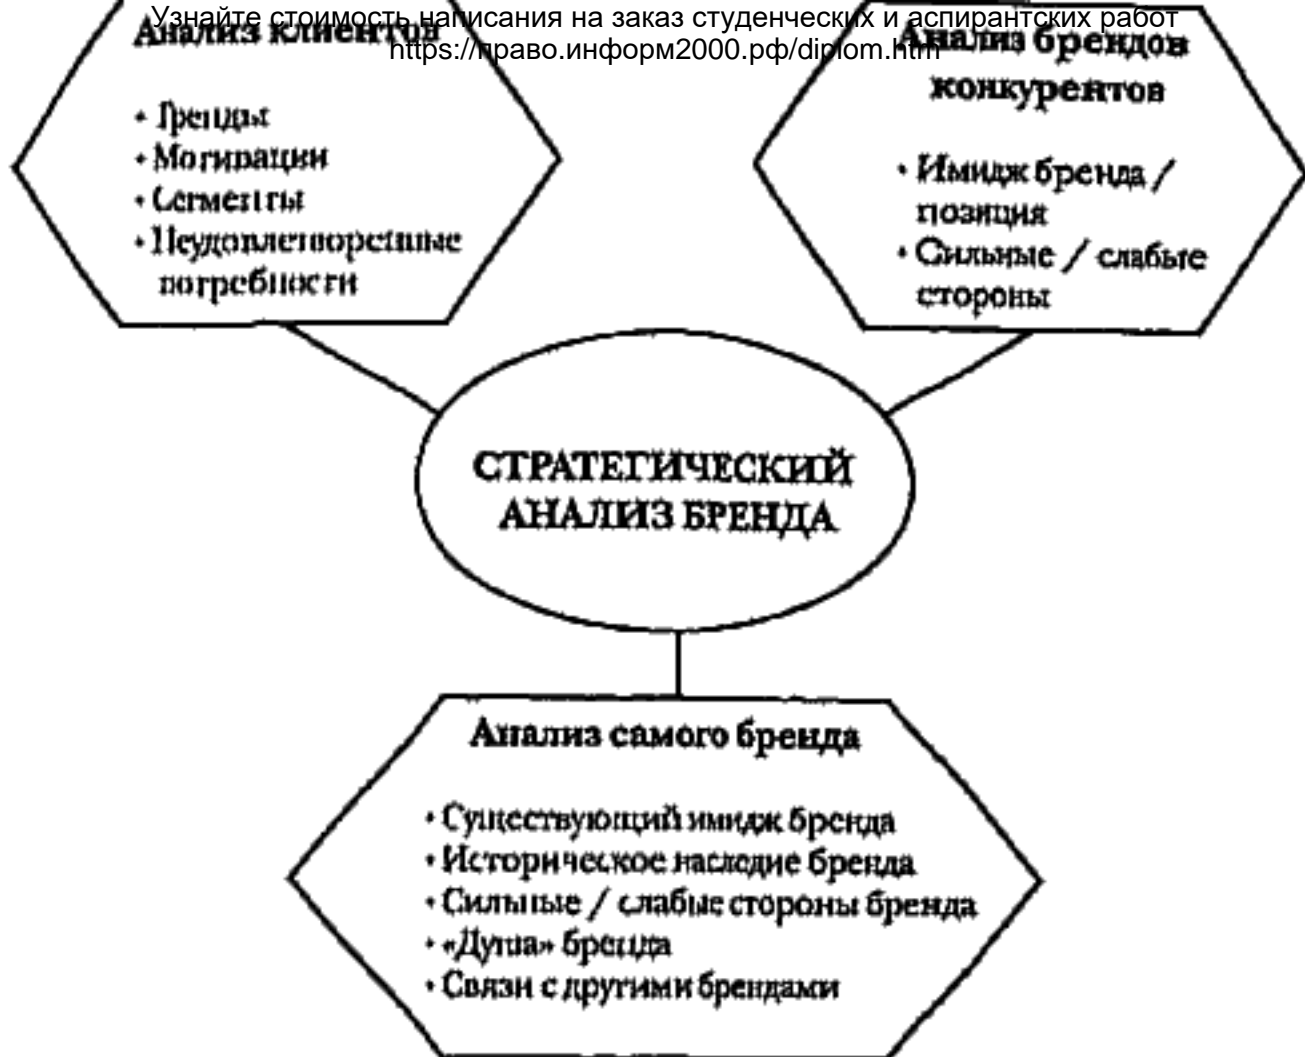 Узнайте стоимость написания на заказ студенческих и аспирантских работ
https://право.информ2000.рф/diplom.htm
Анализ клиентов
• Тренды
• Мотивации
• Сегменты
• Неудовлетворенные
потребности
Анализ брендов
конкурентов
• Имидж бренда /
позиция
• Сильные / слабые
стороны
СТРАТЕГИЧЕСКИЙ
АНАЛИЗ БРЕНДА
Анализ самого бренда
• Существующий имидж бренда
• Историческое наследие бренда
• Сильные / слабые стороны бренда
• «Душа» бренда
• Связи с другими брендами